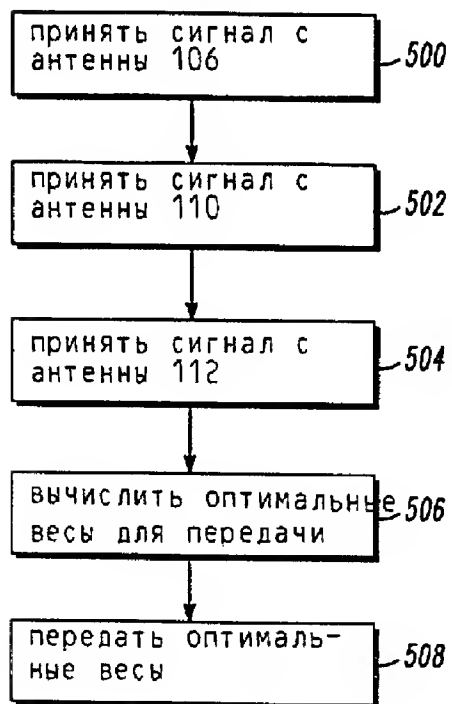 принять сигнал с
антенны 106
500
принять сигнал с
антенны 110
502
принять сигнал с
антенны 112
504
вычислить оптимальные
весы для передачи
506
передать оптималь-
ные весы
508